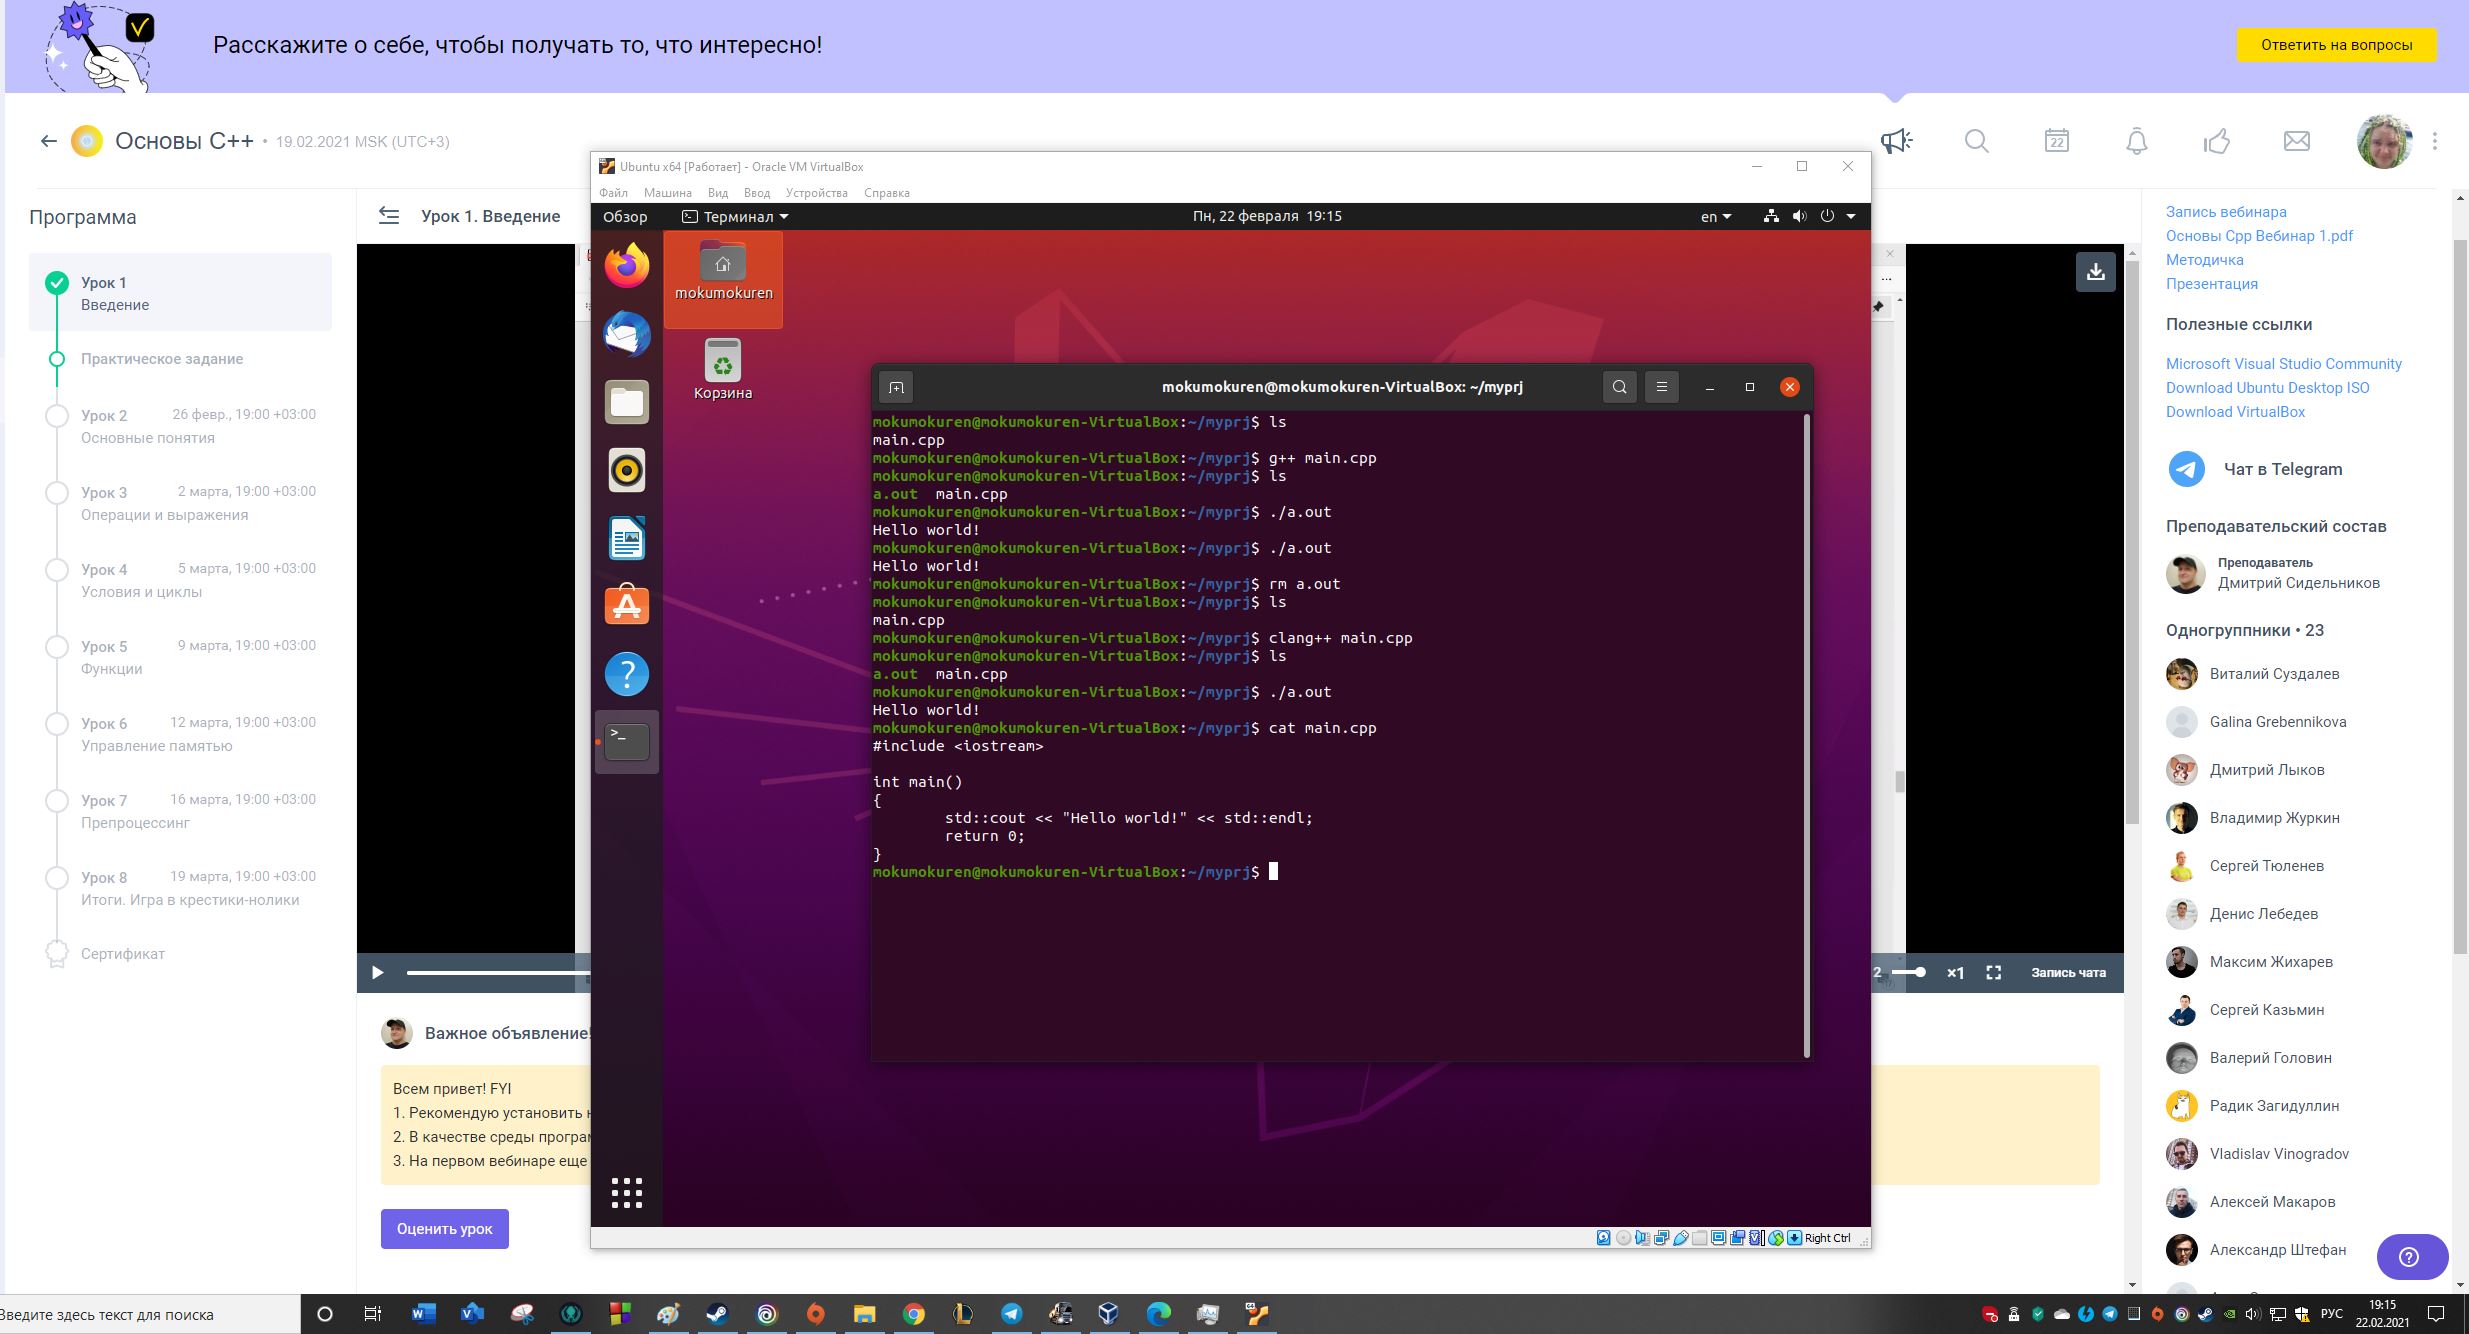 Расскажите о себе, чтобы получать то, что интересно!
Ответить на вопросы
Основы C++ • 19.02.2021 MSK (UTC+3)
22
Программа
Урок 1
Введение
Практическое задание
Урок 2 26 февр., 19:00 +03:00
Основные понятия
Урок 3 2 марта, 19:00 +03:00
Операции и выражения
Урок 4 5 марта, 19:00 +03:00
Условия и циклы
Урок 5 9 марта, 19:00 +03:00
Функции
Урок 6 12 марта, 19:00 +03:00
Управление памятью
Урок 7 16 марта, 19:00 +03:00
Препроцессинг
Урок 8 19 марта, 19:00 +03:00
Итоги. Игра в крестики-нолики
Сертификат
Урок 1. Введение
Ubuntu x64 [Работает] - Oracle VM VirtualBox
Файл Машина Вид Ввод Устройства Справка
Обзор Терминал Пн, 22 февраля 19:15 en
mokumokuren
Корзина
mokumokuren@mokumokuren-VirtualBox: ~/myprj
mokumokuren@mokumokuren-VirtualBox:~/myprj$ ls
main.cpp
mokumokuren@mokumokuren-VirtualBox:~/myprj$ g++ main.cpp
mokumokuren@mokumokuren-VirtualBox:~/myprj$ ls
a.out main.cpp
mokumokuren@mokumokuren-VirtualBox:~/myprj$ ./a.out
Hello world!
mokumokuren@mokumokuren-VirtualBox:~/myprj$ ./a.out
Hello world!
mokumokuren@mokumokuren-VirtualBox:~/myprj$ rm a.out
mokumokuren@mokumokuren-VirtualBox:~/myprj$ ls
main.cpp
mokumokuren@mokumokuren-VirtualBox:~/myprj$ clang++ main.cpp
mokumokuren@mokumokuren-VirtualBox:~/myprj$ ls
a.out main.cpp
mokumokuren@mokumokuren-VirtualBox:~/myprj$ ./a.out
Hello world!
mokumokuren@mokumokuren-VirtualBox:~/myprj$ cat main.cpp
#include <iostream>
int main()
{
std::cout << "Hello world!" << std::endl;
return 0;
}
mokumokuren@mokumokuren-VirtualBox:~/myprj$
Right Ctrl
2 ×1 Запись чата
Важное объявление!
Всем привет! FYI
1. Рекомендую установить
2. В качестве среды
3. На первом вебинаре еще
Оценить урок
Запись вебинара
Основы Cpp Вебинар 1.pdf
Методичка
Презентация
Полезные ссылки
Microsoft Visual Studio Community
Download Ubuntu Desktop ISO
Download VirtualBox
Чат в Telegram
Преподавательский состав
Преподаватель
Дмитрий Сидельников
Одногруппники • 23
Виталий Суздалев
Galina Grebennikova
Дмитрий Лыков
Владимир Журкин
Сергей Тюленев
Денис Лебедев
Максим Жихарев
Сергей Казьмин
Валерий Головин
Радик Загидуллин
Vladislav Vinogradov
Алексей Макаров
Александр Штефан
Введите здесь текст для поиска
РУС
19:15
22.02.2021